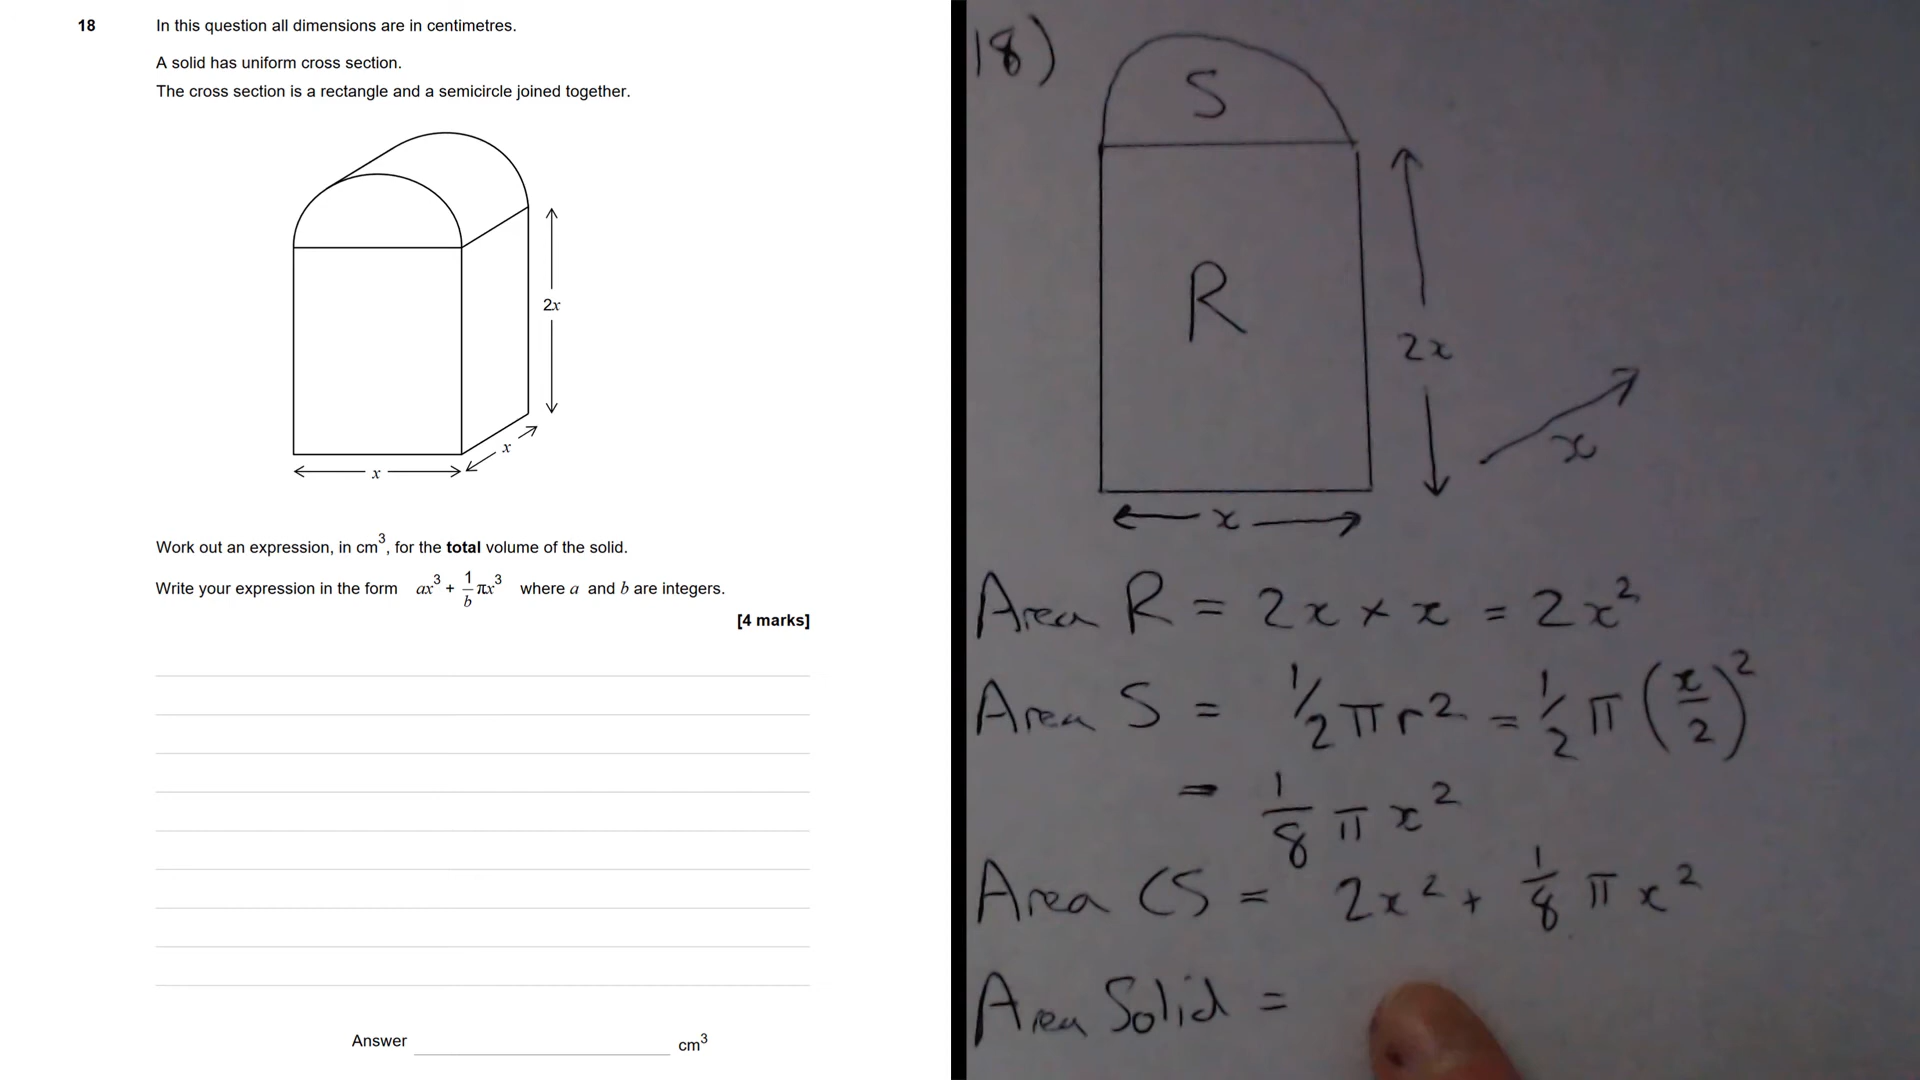 18 In this question all dimensions are in centimetres.
A solid has uniform cross section.
The cross section is a rectangle and a semicircle joined together.
2x
x
x
Work out an expression, in cm³, for the total volume of the solid.
Write your expression in the form ax³ + 1/b πx³ where a and b are integers.
[4 marks]
Answer cm³
18)
S
R
2x
x
x
Area R = 2x × x = 2x²
Area S = 1/2 π r² = 1/2 π (x/2)²
= 1/8 π x²
Area CS = 2x² + 1/8 π x²
Area Solid =